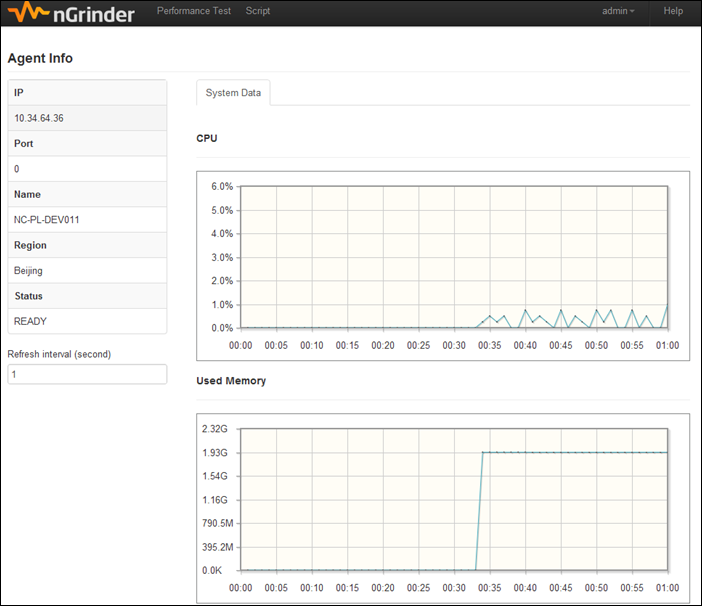 nGrinder Performance Test Script admin Help
Agent Info
IP
10.34.64.36
Port
0
Name
NC-PL-DEV011
Region
Beijing
Status
READY
Refresh interval (second)
1
System Data
CPU
6.0%
5.0%
4.0%
3.0%
2.0%
1.0%
0.0%
00:00 00:05 00:10 00:15 00:20 00:25 00:30 00:35 00:40 00:45 00:50 00:55 01:00
Used Memory
2.32G
1.93G
1.54G
1.16G
790.5M
395.2M
0.0K
00:00 00:05 00:10 00:15 00:20 00:25 00:30 00:35 00:40 00:45 00:50 00:55 01:00